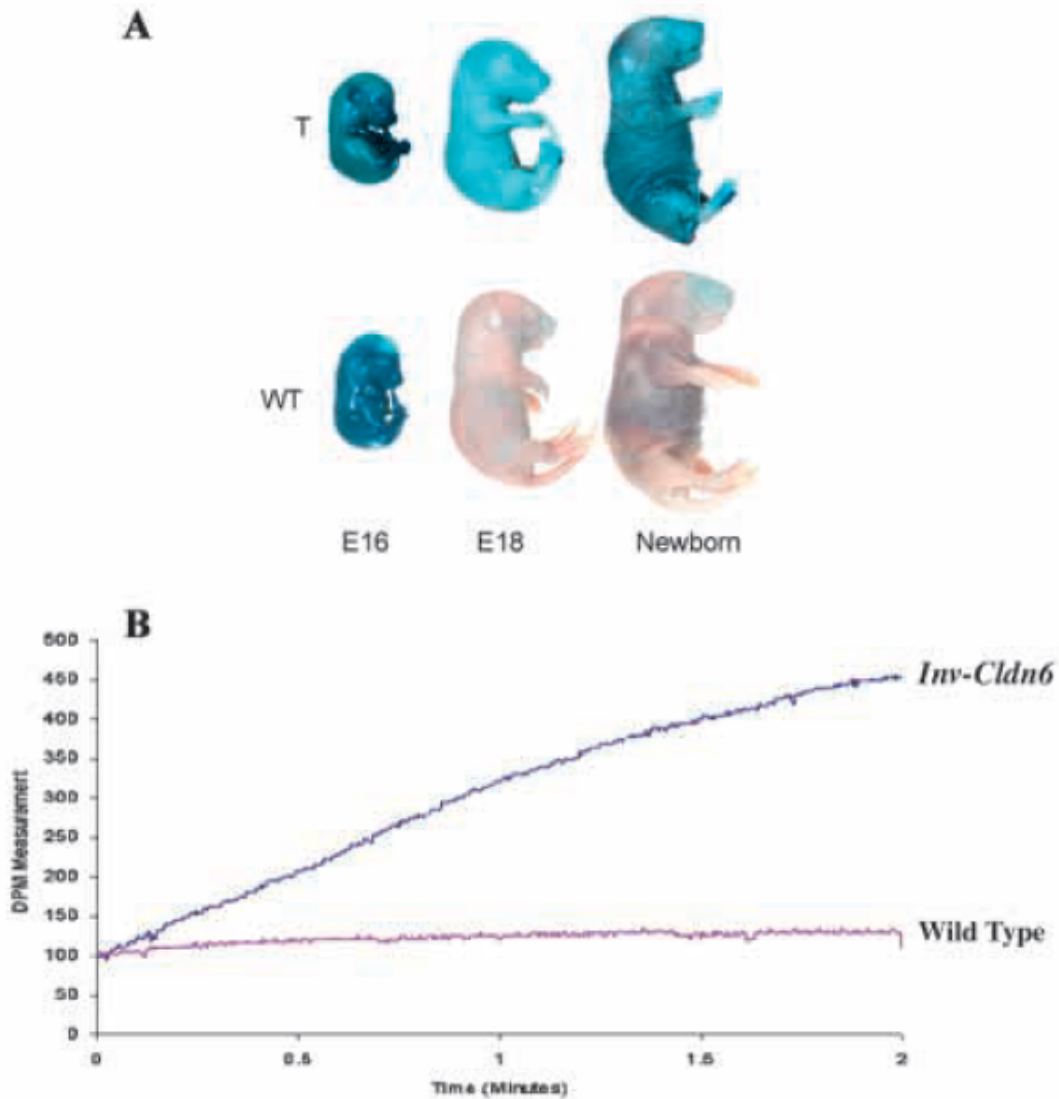 A
T
WT
E16 E18 Newborn
B
500
450
400
350
300
250
200
150
100
50
0
DPM Measurement
Inv-Cldn6
Wild Type
0 0.5 1 1.5 2
Time (Minutes)